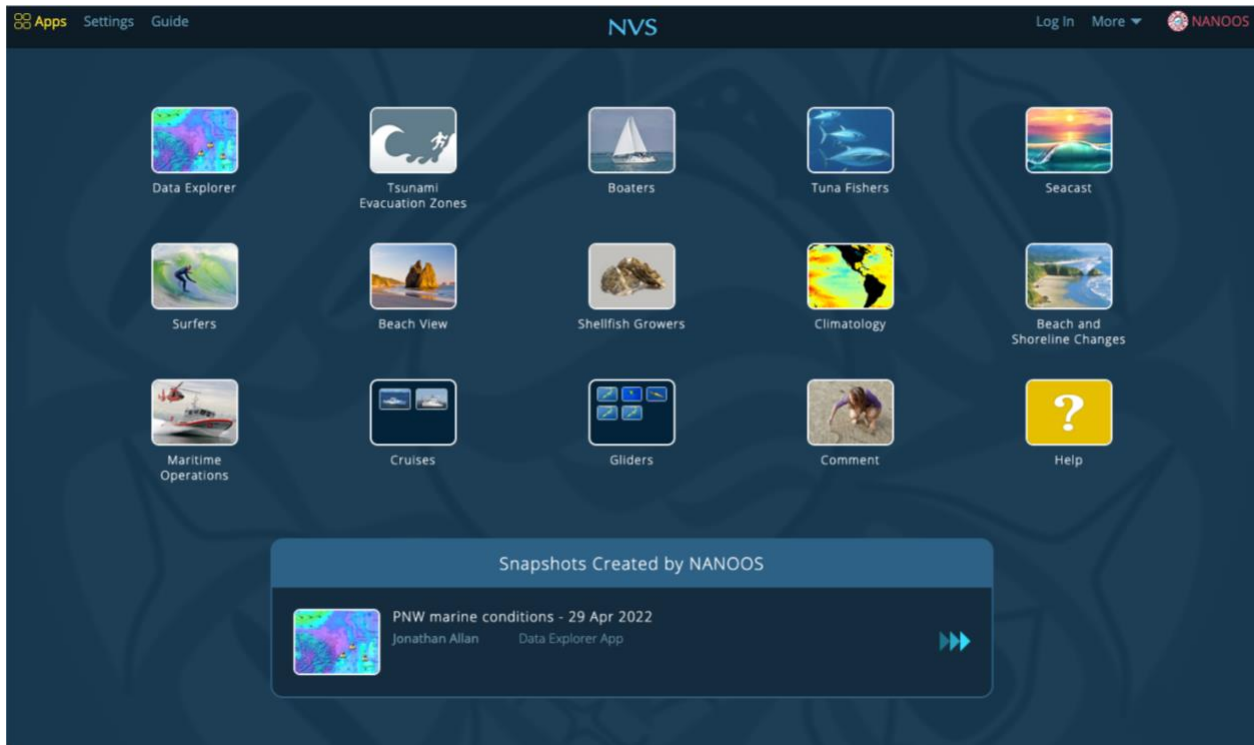 Apps Settings Guide NVS Log In More NANOOS
Data Explorer
Tsunami
Evacuation Zones
Boaters
Tuna Fishers
Seacast
Surfers
Beach View
Shellfish Growers
Climatology
Beach and
Shoreline Changes
Maritime
Operations
Cruises
Gliders
Comment
?
Help
Snapshots Created by NANOOS
PNW marine conditions - 29 Apr 2022
Jonathan Allan Data Explorer App